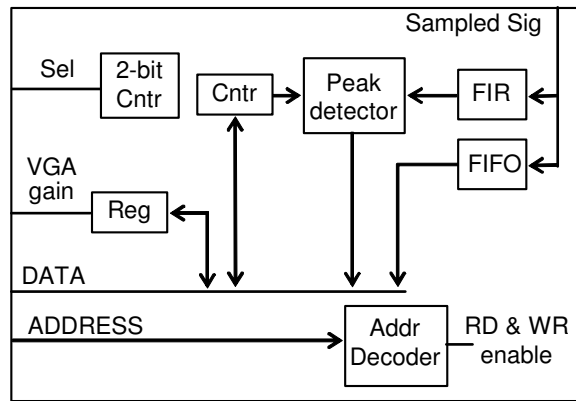 Sampled Sig
Sel
2-bit
Cntr
Cntr
Peak
detector
FIR
FIFO
VGA
gain
Reg
DATA
ADDRESS
Addr
Decoder
RD & WR
enable